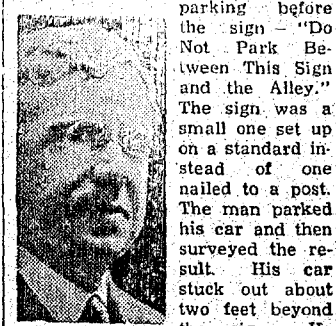 parking before
the sign — "Do
Not Park Be-
tween This Sign
and the Alley."
The sign was a
small one set up
on a standard in-
stead of one
nailed to a post.
The man parked
his car and then
surveyed the re-
sult. His car
stuck out about
two feet beyond